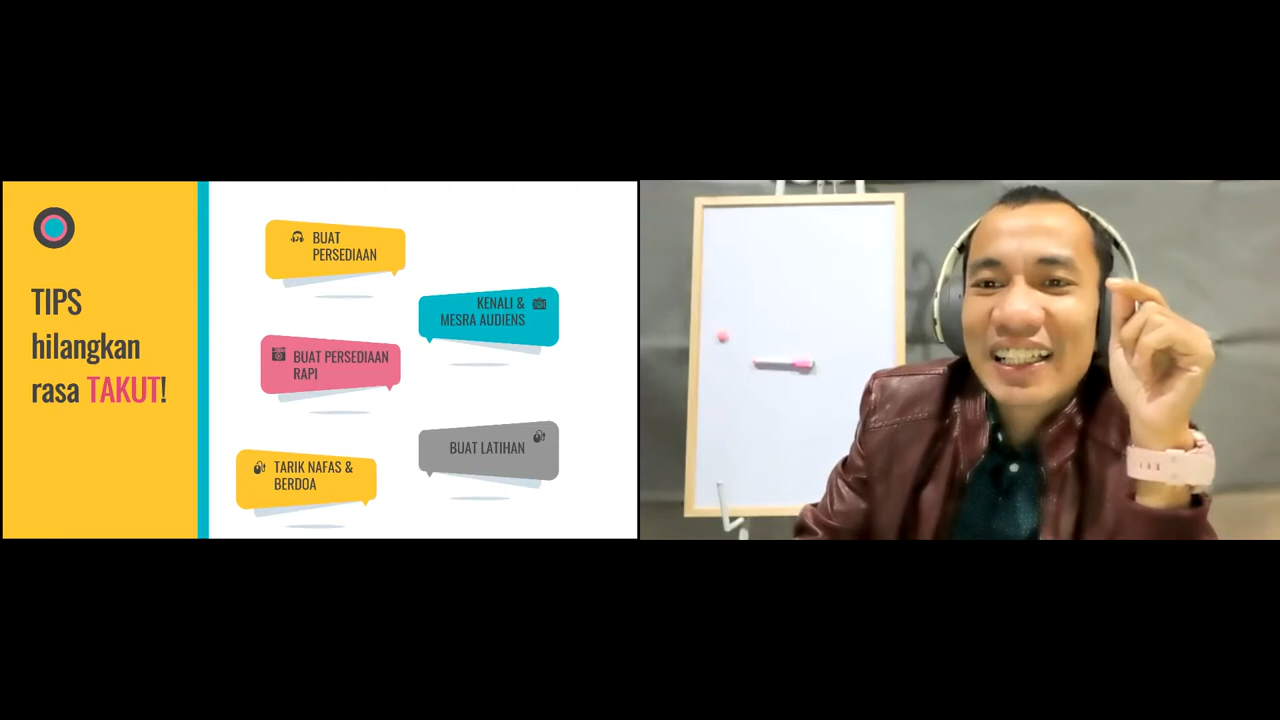 TIPS
hilangkan
rasa TAKUT!
BUAT
PERSEDIAAN
KENALI &
MESRA AUDIENS
BUAT PERSEDIAAN
RAPI
BUAT LATIHAN
TARIK NAFAS &
BERDOA